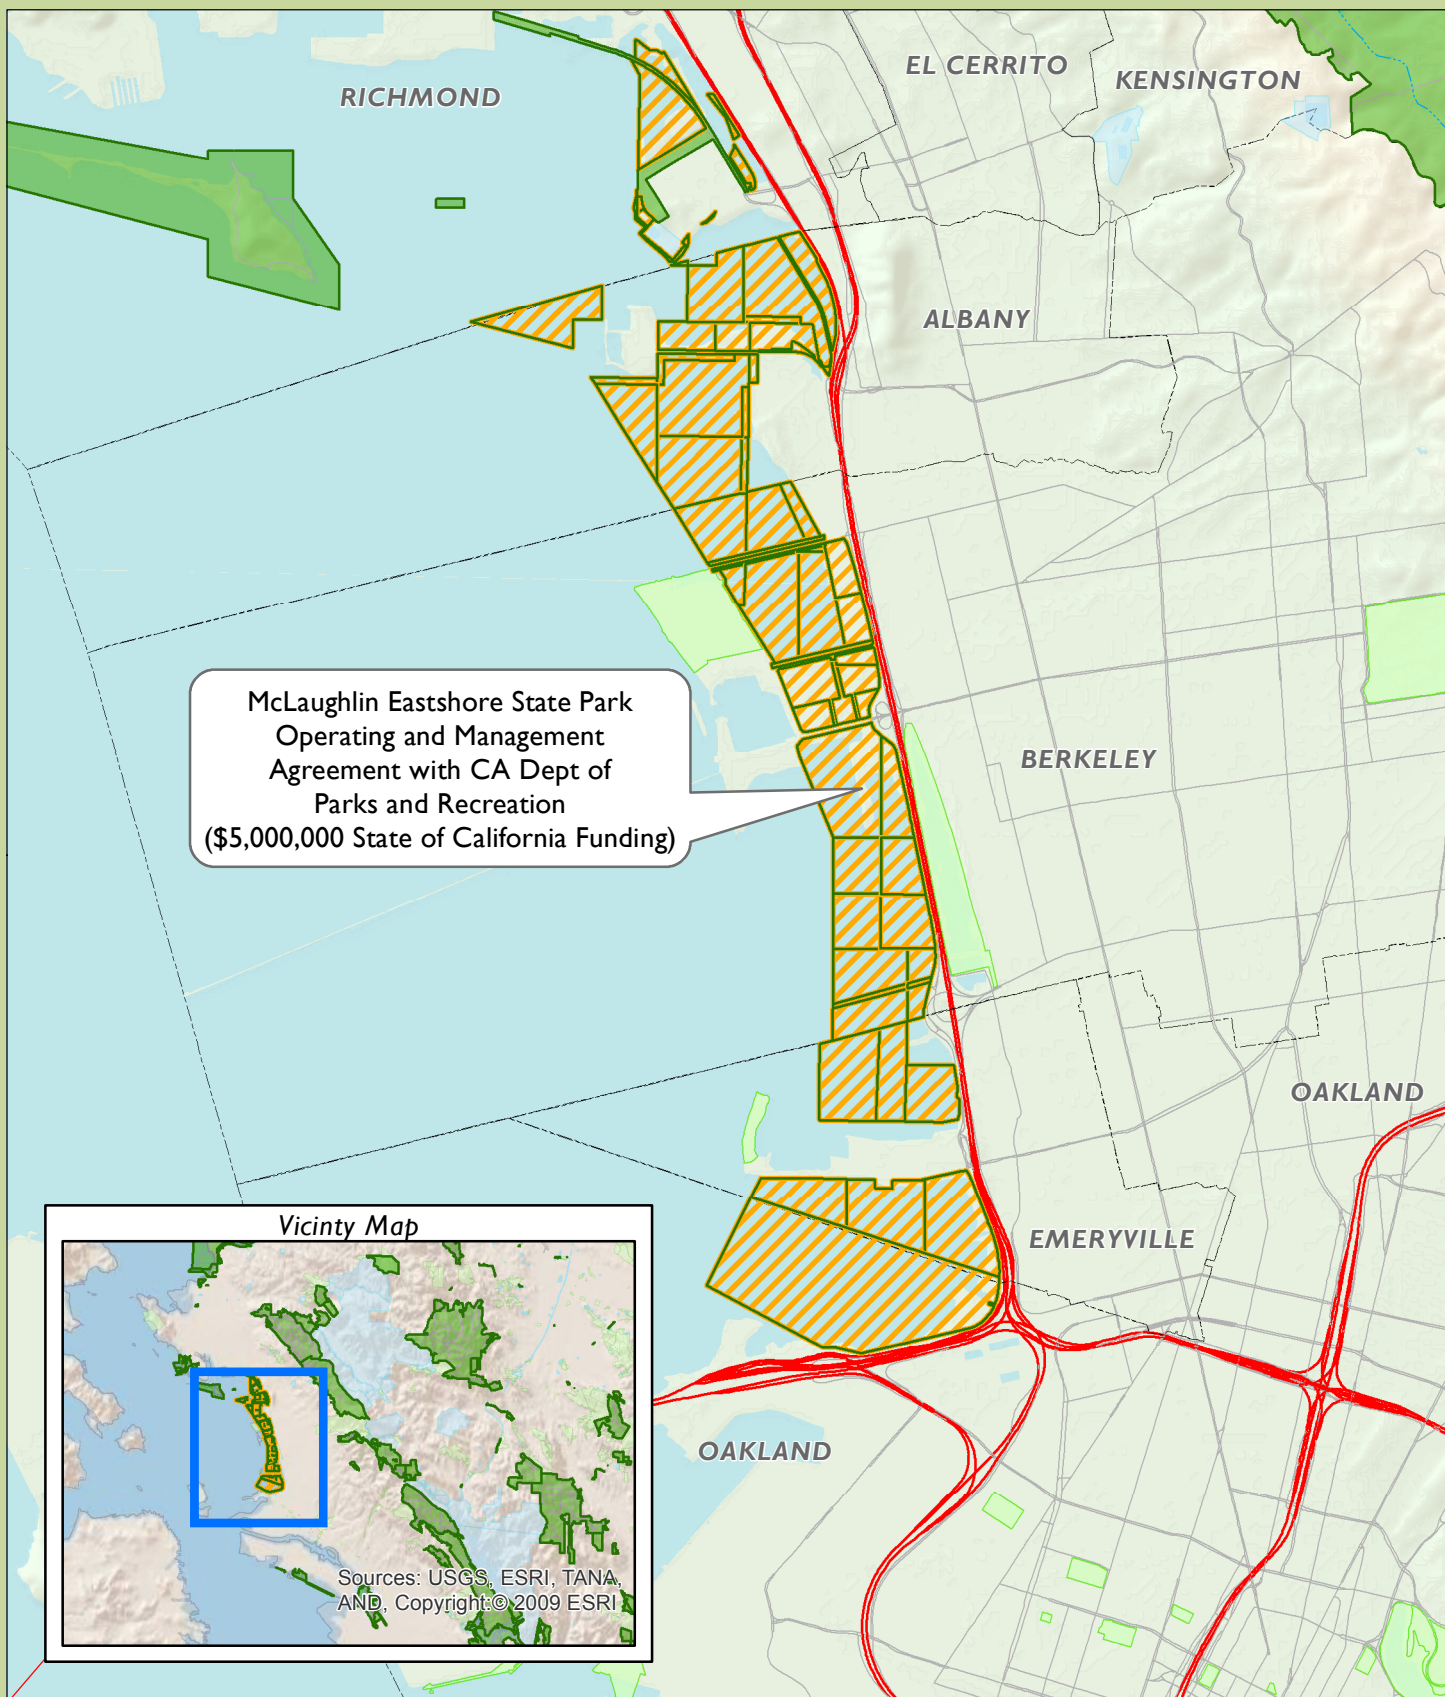 RICHMOND
EL CERRITO
KENSINGTON
ALBANY
McLaughlin Eastshore State Park
Operating and Management
Agreement with CA Dept of
Parks and Recreation
($5,000,000 State of California Funding)
BERKELEY
OAKLAND
EMERYVILLE
OAKLAND
Vicinty Map
Sources: USGS, ESRI, TANA,
AND, Copyright:© 2009 ESRI